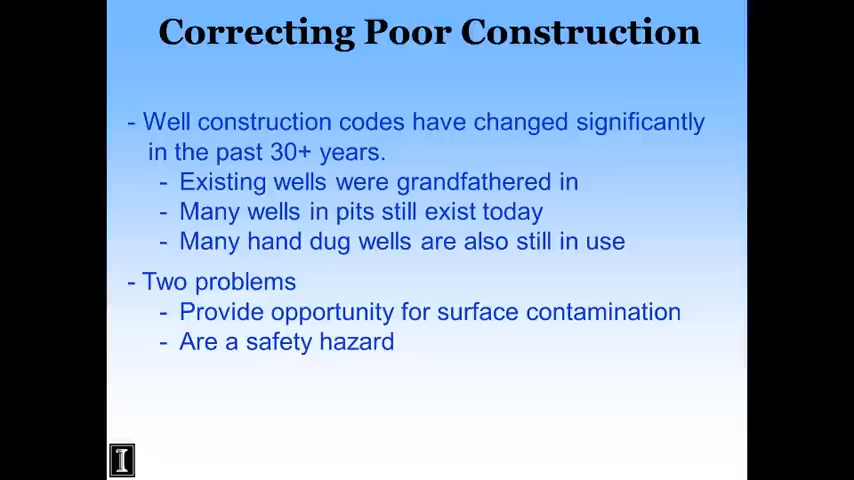 Correcting Poor Construction
- Well construction codes have changed significantly
in the past 30+ years.
- Existing wells were grandfathered in
- Many wells in pits still exist today
- Many hand dug wells are also still in use
- Two problems
- Provide opportunity for surface contamination
- Are a safety hazard
I